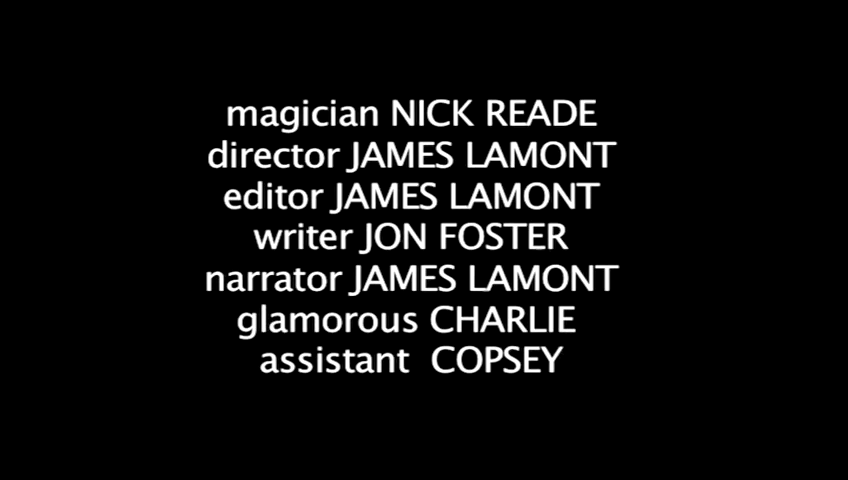 magician NICK READE
director JAMES LAMONT
editor JAMES LAMONT
writer JON FOSTER
narrator JAMES LAMONT
glamorous CHARLIE
assistant COPSEY